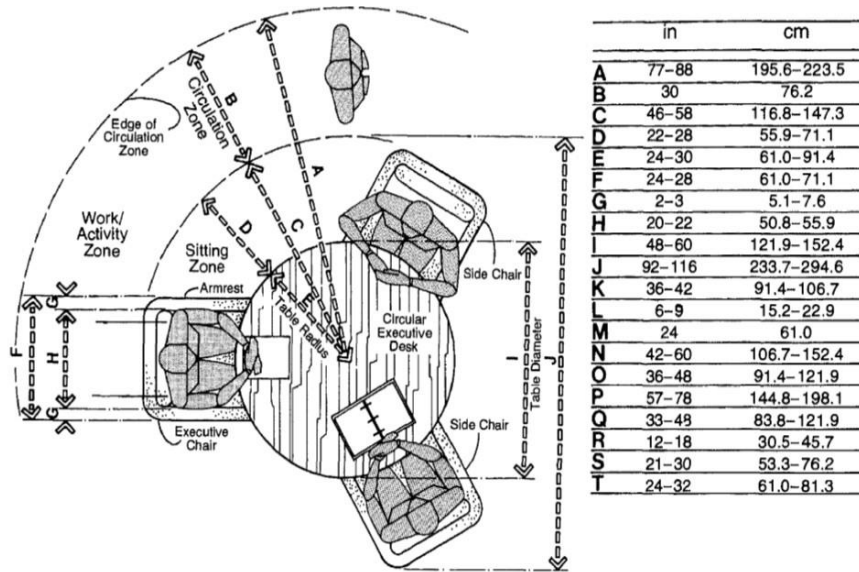 A
B
Circulation
Zone
Edge of
Circulation
Zone
A
C
Work/
Activity
Zone
D
Sitting
Zone
Armrest
E
Table Radius
Circular
Executive
Desk
Side Chair
I
Table Diameter
J
G
F
H
G
Executive
Chair
Side Chair
in cm
A 77–88 195.6–223.5
B 30 76.2
C 46–58 116.8–147.3
D 22–28 55.9–71.1
E 24–30 61.0–91.4
F 24–28 61.0–71.1
G 2–3 5.1–7.6
H 20–22 50.8–55.9
I 48–60 121.9–152.4
J 92–116 233.7–294.6
K 36–42 91.4–106.7
L 6–9 15.2–22.9
M 24 61.0
N 42–60 106.7–152.4
O 36–48 91.4–121.9
P 57–78 144.8–198.1
Q 33–48 83.8–121.9
R 12–18 30.5–45.7
S 21–30 53.3–76.2
T 24–32 61.0–81.3